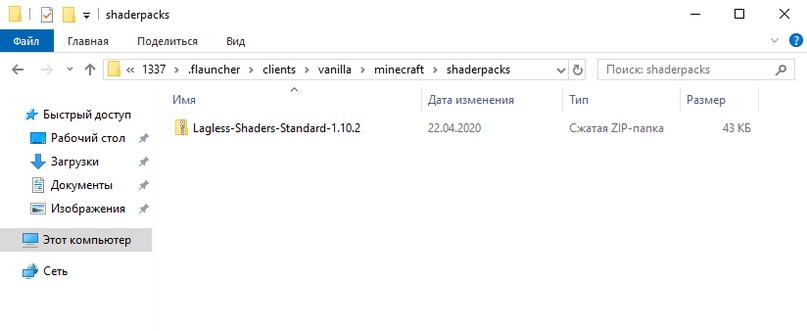 shaderpacks
Файл Главная Поделиться Вид
« 1337 › .flauncher › clients › vanilla › minecraft › shaderpacks Поиск: shaderpacks
Имя Дата изменения Тип Размер
Быстрый доступ
Lagless-Shaders-Standard-1.10.2 22.04.2020 Сжатая ZIP-папка 43 КБ
Рабочий стол
Загрузки
Документы
Изображения
Этот компьютер
Сеть